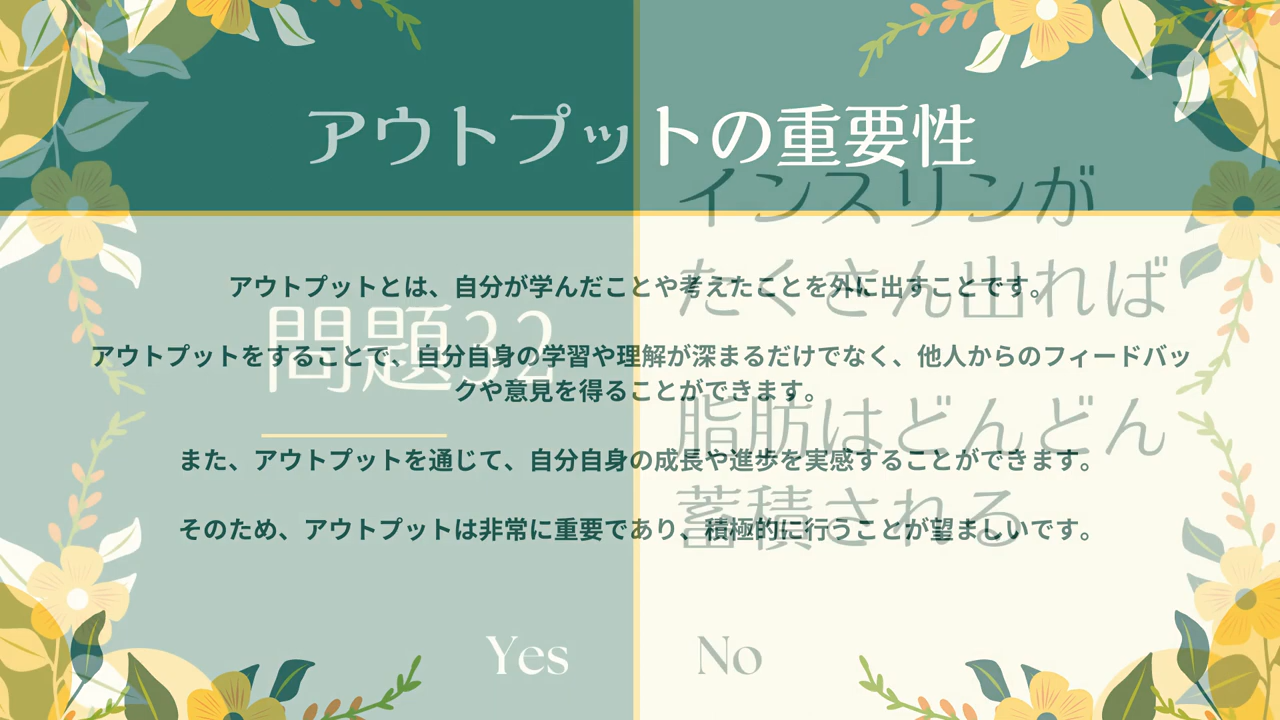 アウトプットの重要性
アウトプットとは、自分が学んだことや考えたことを外に出すことです。
アウトプットをすることで、自分自身の学習や理解が深まるだけでなく、他人からのフィードバッ
クや意見を得ることができます。
また、アウトプットを通じて、自分自身の成長や進歩を実感することができます。
そのため、アウトプットは非常に重要であり、積極的に行うことが望ましいです。
問題32
インスリンが
たくさん出れば
脂肪はどんどん
蓄積される
Yes
No